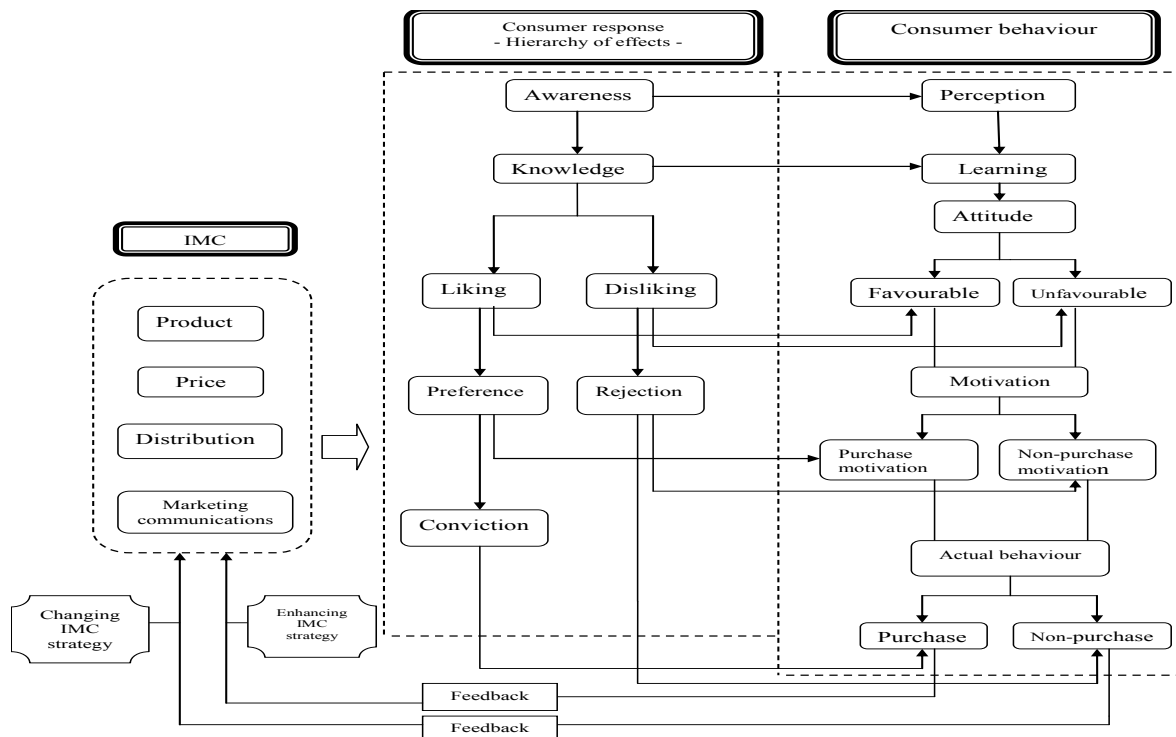 Consumer response
- Hierarchy of effects -
Consumer behaviour
Awareness
Perception
Knowledge
Learning
Attitude
IMC
Liking
Disliking
Favourable
Unfavourable
Product
Price
Preference
Rejection
Motivation
Distribution
Purchase
motivation
Non-purchase
motivation
Marketing
communications
Conviction
Actual behaviour
Changing
IMC
strategy
Enhancing
IMC
strategy
Purchase
Non-purchase
Feedback
Feedback